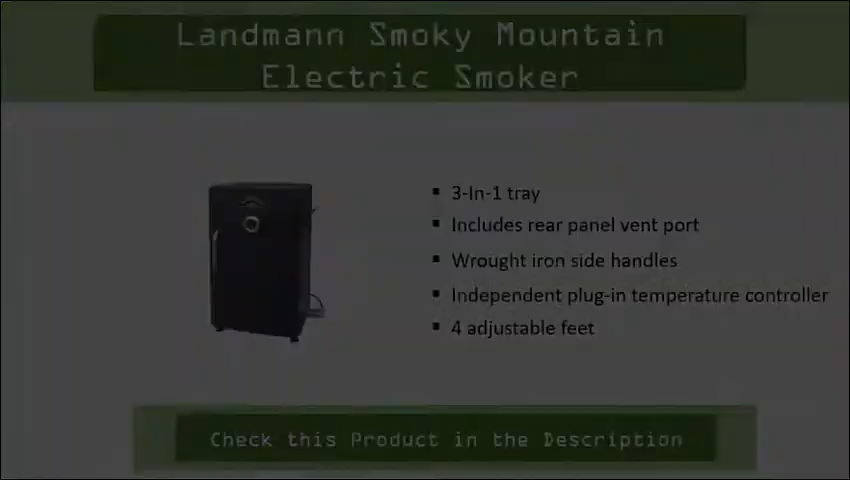 Landmann Smoky Mountain
Electric Smoker
▪ 3-In-1 tray
▪ Includes rear panel vent port
▪ Wrought iron side handles
▪ Independent plug-in temperature controller
▪ 4 adjustable feet
Check this Product in the Description